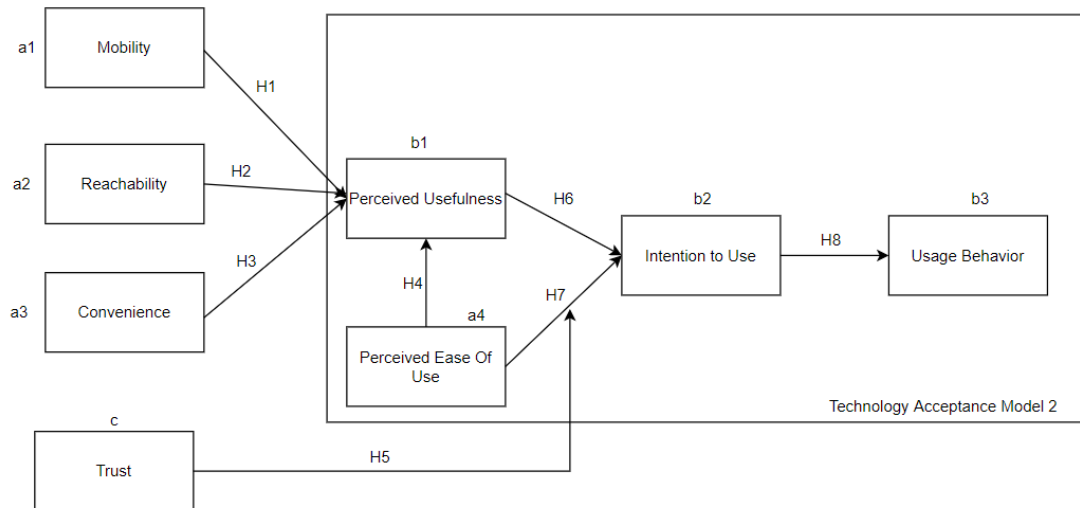 a1
Mobility
H1
a2
Reachability
H2
a3
Convenience
H3
b1
Perceived Usefulness
H4
a4
Perceived Ease Of
Use
H6
H7
b2
Intention to Use
H8
b3
Usage Behavior
Technology Acceptance Model 2
c
Trust
H5